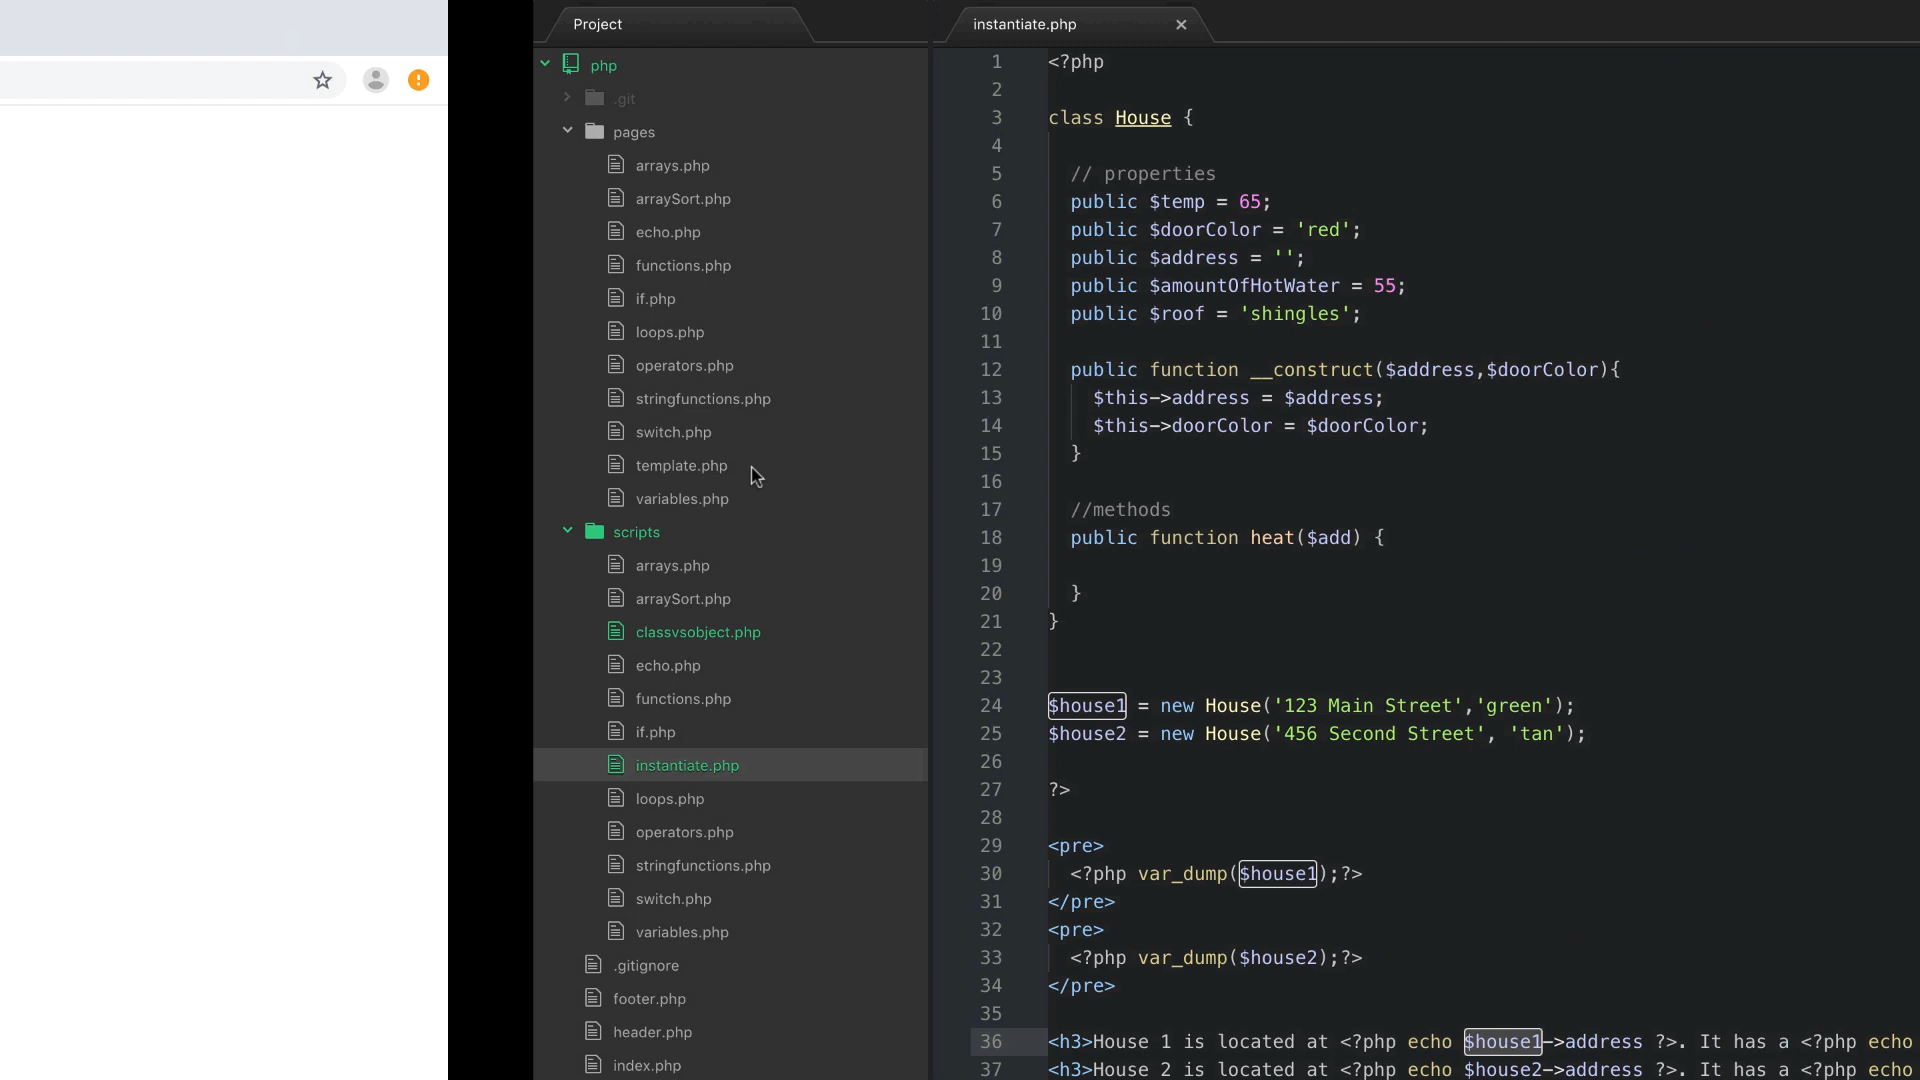 Project
php
.git
pages
arrays.php
arraySort.php
echo.php
functions.php
if.php
loops.php
operators.php
stringfunctions.php
switch.php
template.php
variables.php
scripts
arrays.php
arraySort.php
classvsobject.php
echo.php
functions.php
if.php
instantiate.php
loops.php
operators.php
stringfunctions.php
switch.php
variables.php
.gitignore
footer.php
header.php
index.php
instantiate.php ×
1 <?php
2
3 class House {
4
5 // properties
6 public $temp = 65;
7 public $doorColor = 'red';
8 public $address = '';
9 public $amountOfHotWater = 55;
10 public $roof = 'shingles';
11
12 public function __construct($address,$doorColor){
13 $this->address = $address;
14 $this->doorColor = $doorColor;
15 }
16
17 //methods
18 public function heat($add) {
19
20 }
21 }
22
23
24 $house1 = new House('123 Main Street','green');
25 $house2 = new House('456 Second Street', 'tan');
26
27 ?>
28
29 <pre>
30 <?php var_dump($house1);?>
31 </pre>
32 <pre>
33 <?php var_dump($house2);?>
34 </pre>
35
36 <h3>House 1 is located at <?php echo $house1->address ?>. It has a <?php echo
37 <h3>House 2 is located at <?php echo $house2->address ?>. It has a <?php echo